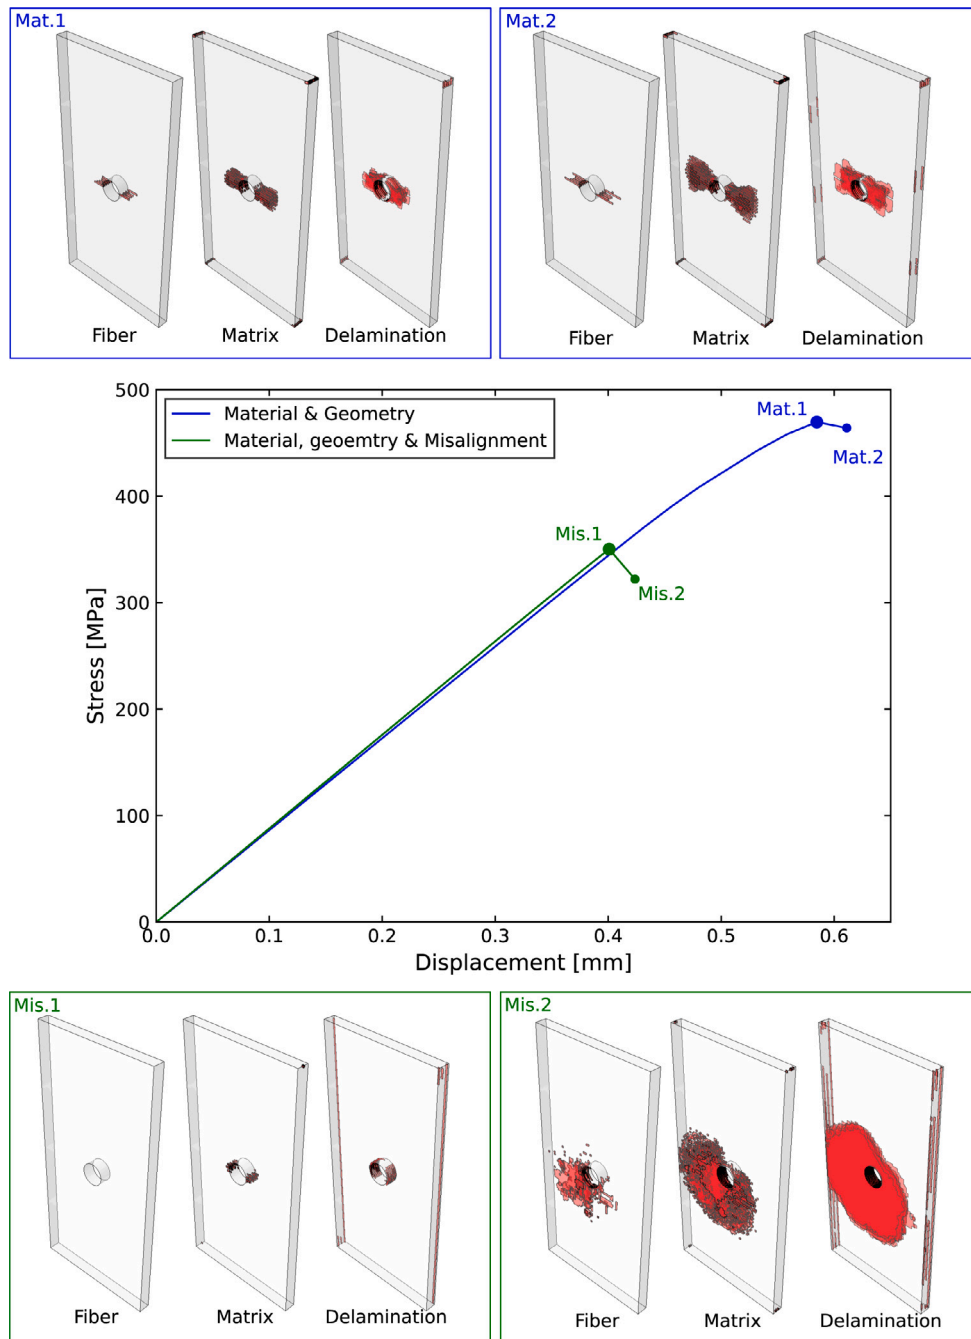 Mat.1
Fiber
Matrix
Delamination
Mat.2
Fiber
Matrix
Delamination
500
400
300
200
100
0
Stress [MPa]
Material & Geometry
Material, geoemtry & Misalignment
Mat.1
Mat.2
Mis.1
Mis.2
0.0 0.1 0.2 0.3 0.4 0.5 0.6
Displacement [mm]
Mis.1
Fiber
Matrix
Delamination
Mis.2
Fiber
Matrix
Delamination